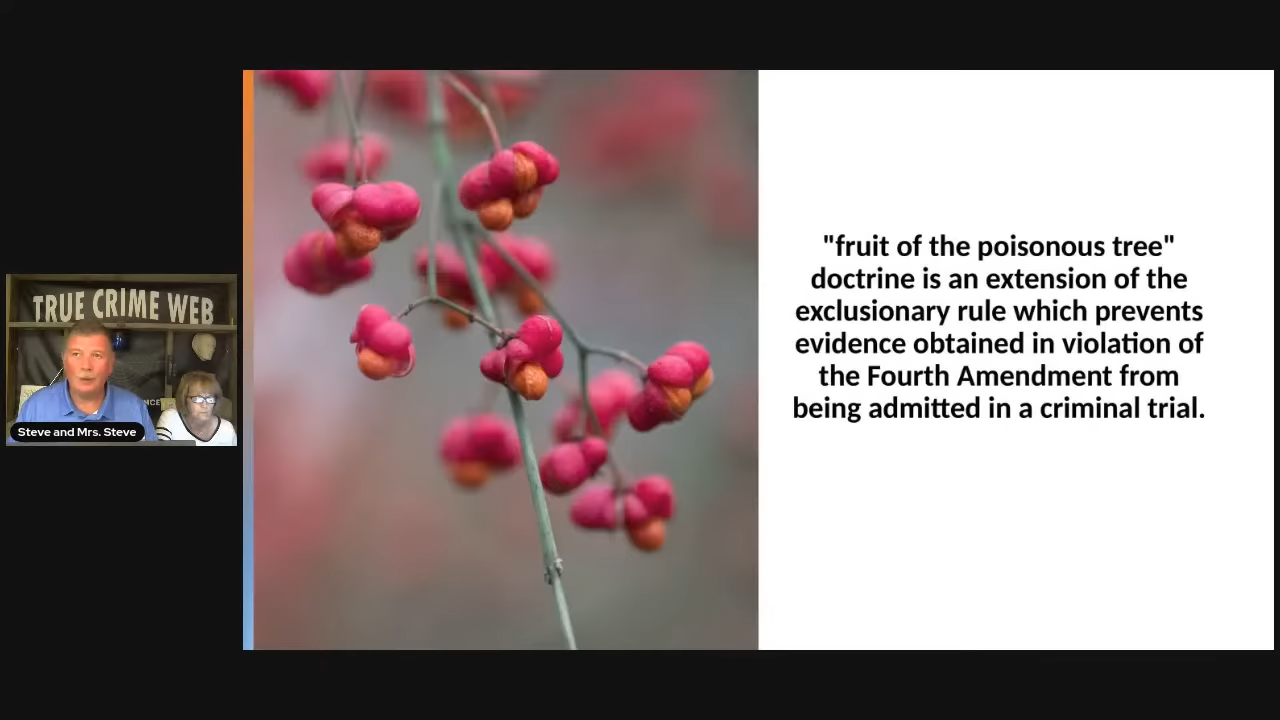 TRUE CRIME WEB
Steve and Mrs. Steve
"fruit of the poisonous tree"
doctrine is an extension of the
exclusionary rule which prevents
evidence obtained in violation of
the Fourth Amendment from
being admitted in a criminal trial.